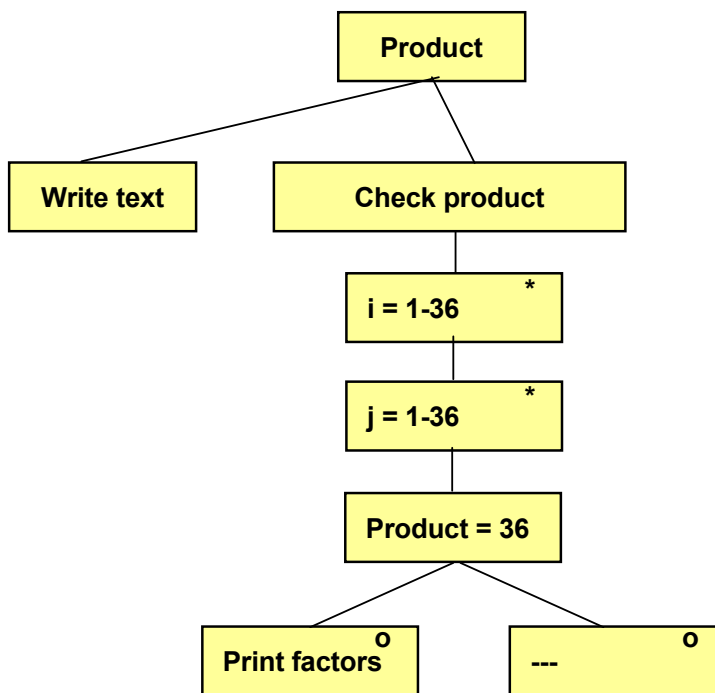 Product
Write text
Check product
i = 1-36 *
j = 1-36 *
Product = 36
Print factors o
--- o